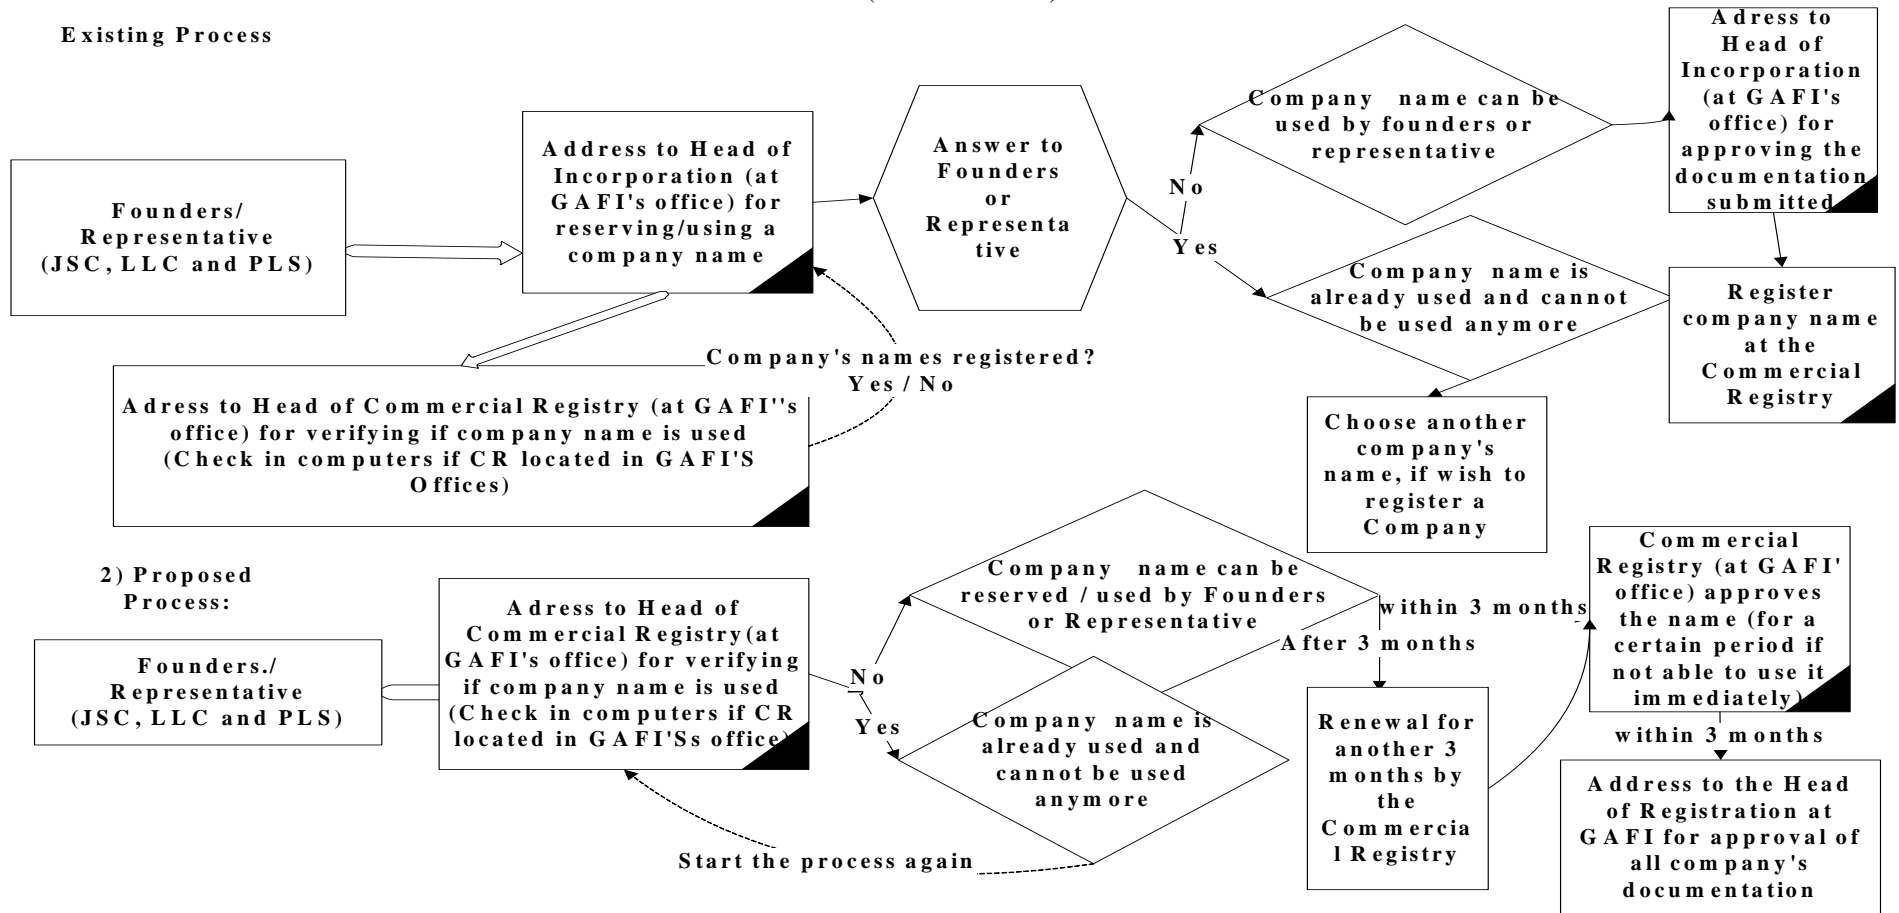 Existing Process
Founders/
Representative
(JSC, LLC and PLS)
Address to Head of
Incorporation (at
GAFI's office) for
reserving/using a
company name
Answer to
Founders
or
Representa
tive
No
Yes
Company name can be
used by founders or
representative
Adress to
Head of
Incorporation
(at GAFI's
office) for
approving the
documentation
submitted
Company name is
already used and cannot
be used anymore
Register
company name
at the
Commercial
Registry
Company's names registered?
Yes / No
Adress to Head of Commercial Registry (at GAFI''s
office) for verifying if company name is used
(Check in computers if CR located in GAFI'S
Offices)
Choose another
company's
name, if wish to
register a
Company
2) Proposed
Process:
Founders./
Representative
(JSC, LLC and PLS)
Adress to Head of
Commercial Registry(at
GAFI's office) for verifying
if company name is used
(Check in computers if CR
located in GAFI'Ss office)
No
Yes
Company name can be
reserved / used by Founders
or Representative
within 3 months
After 3 months
Company name is
already used and
cannot be used
anymore
Start the process again
Renewal for
another 3
months by
the
Commercia
l Registry
Commercial
Registry (at GAFI'
office) approves
the name (for a
certain period if
not able to use it
immediately)
within 3 months
Address to the Head
of Registration at
GAFI for approval of
all company's
documentation